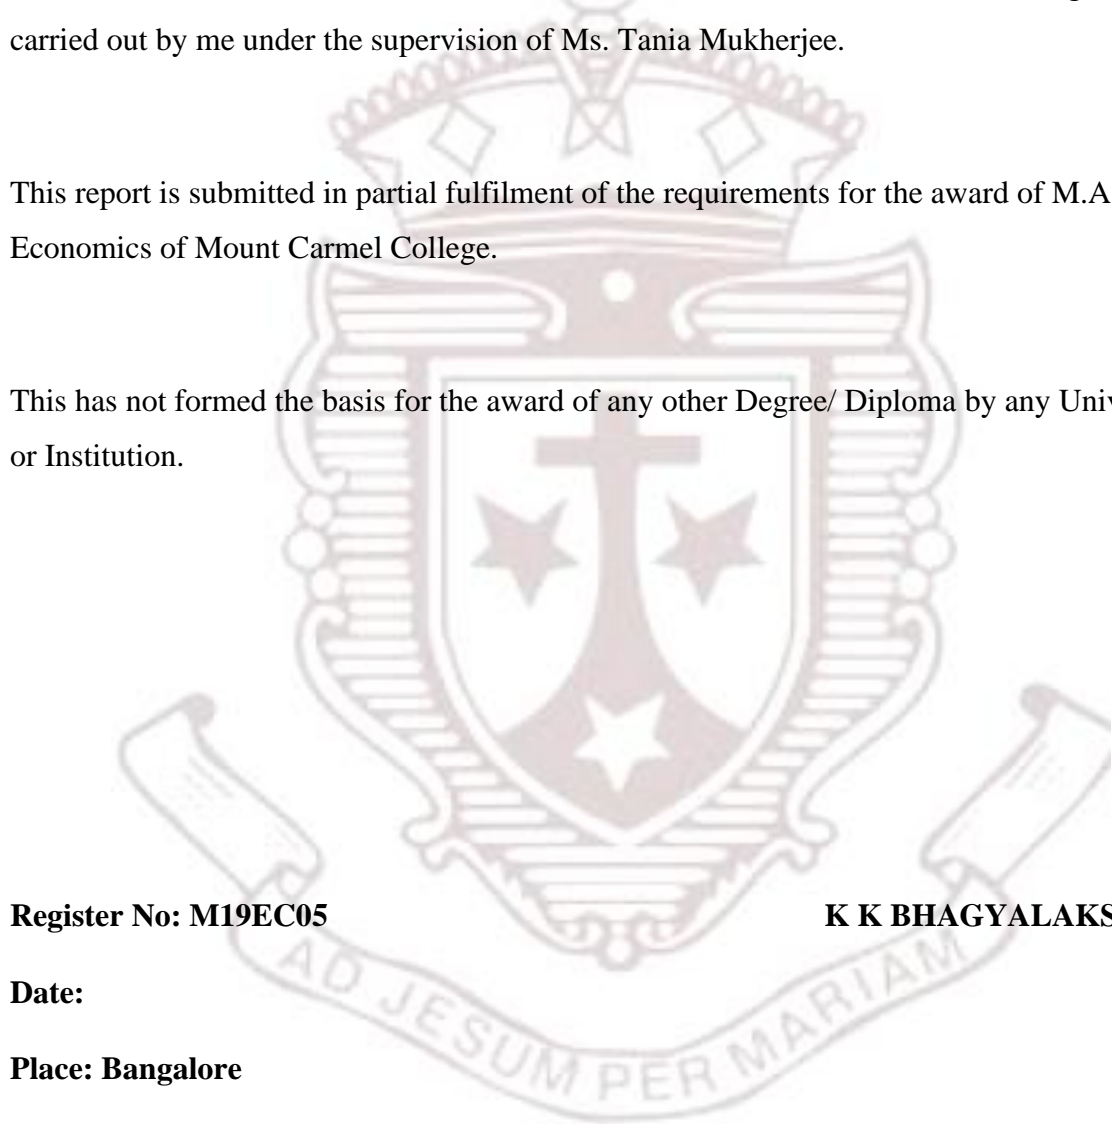 carried out by me under the supervision of Ms. Tania Mukherjee.
This report is submitted in partial fulfilment of the requirements for the award of M.A
Economics of Mount Carmel College.
This has not formed the basis for the award of any other Degree/ Diploma by any Univ
or Institution.
Register No: M19EC05 K K BHAGYALAKS
Date:
Place: Bangalore
AD JESUM PER MARIAM